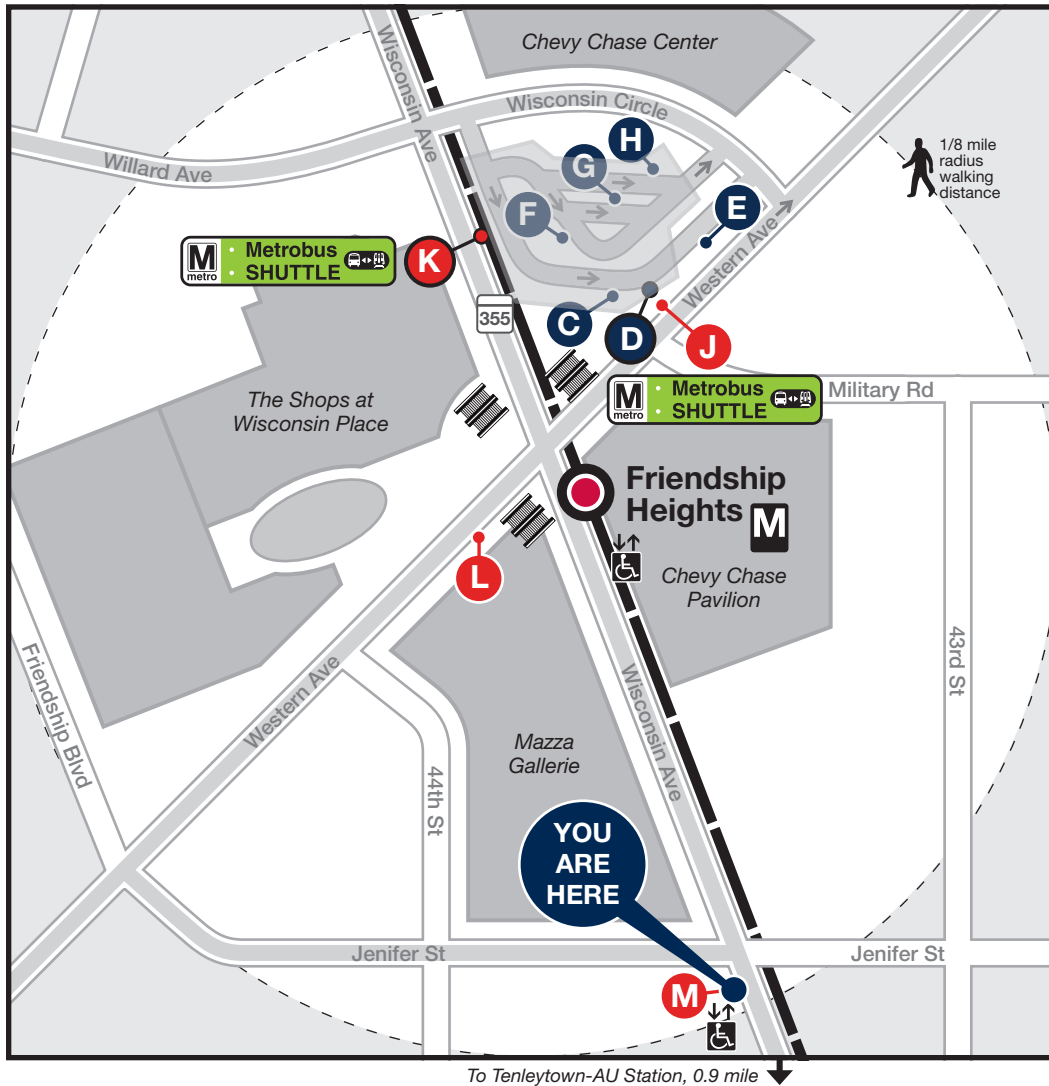 Chevy Chase Center
Wisconsin Ave
Wisconsin Circle
Willard Ave
H
G
F
E
1/8 mile
radius
walking
distance
M
metro
· Metrobus
· SHUTTLE
K
355
C
D
J
Western Ave
Military Rd
M
metro
· Metrobus
· SHUTTLE
The Shops at
Wisconsin Place
Friendship
Heights
M
L
Chevy Chase
Pavilion
Friendship Blvd
Western Ave
44th St
Mazza
Gallerie
Wisconsin Ave
43rd St
YOU
ARE
HERE
Jenifer St
Jenifer St
M
To Tenleytown-AU Station, 0.9 mile